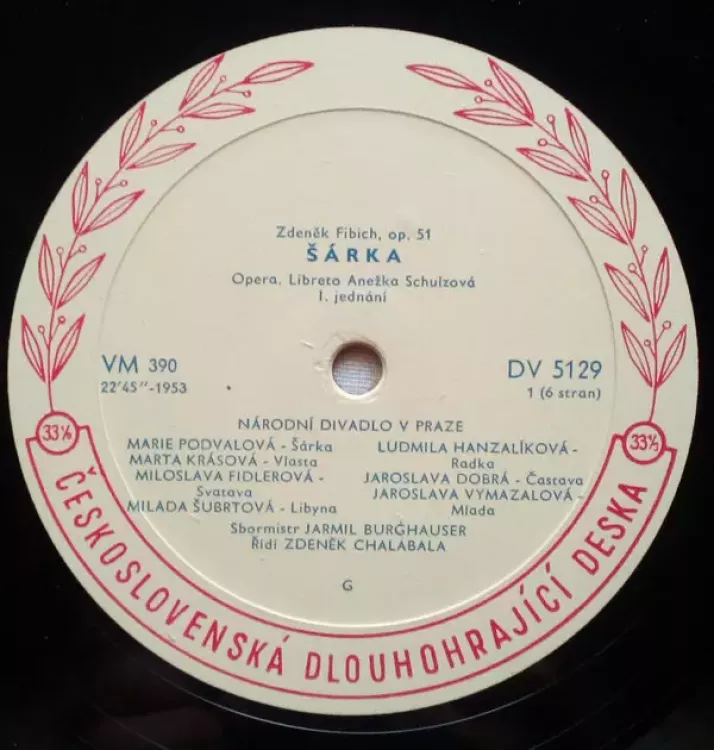 Zdeněk Fibich, op. 51
ŠÁRKA
Opera. Libreto Anežka Schulzová
I. jednání
VM 390
22'45"-1953
DV 5129
1 (6 stran)
NÁRODNÍ DIVADLO V PRAZE
MARIE PODVALOVÁ - Šárka
MARTA KRÁSOVÁ - Vlasta
MILOSLAVA FIDLEROVÁ -
Svatava
MILADA ŠUBRTOVÁ - Libyna
LUDMILA HANZALÍKOVÁ -
Radka
JAROSLAVA DOBRÁ - Častava
JAROSLAVA VYMAZALOVÁ -
Mlada
Sbormistr JARMIL BURGHAUSER
Řídí ZDENĚK CHALABALA
G
33⅓
33⅓
ČESKOSLOVENSKÁ DLOUHOHRAJÍCÍ DESKA